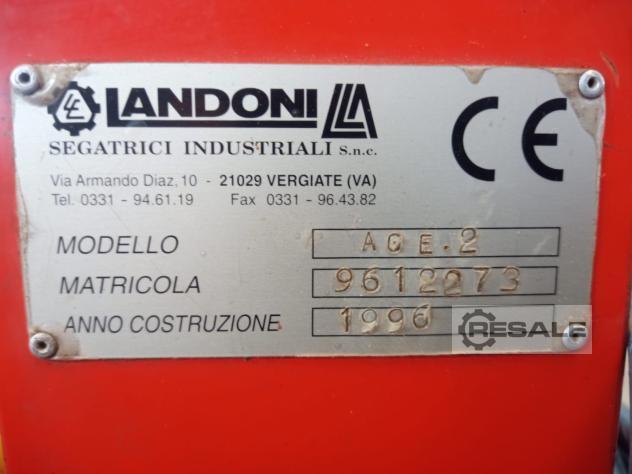 LANDONI
SEGATRICI INDUSTRIALI S.n.c.
Via Armando Diaz, 10 - 21029 VERGIATE (VA)
Tel. 0331 - 94.61.19 Fax 0331 - 96.43.82
CE
MODELLO AGE.2
MATRICOLA 9612273
ANNO COSTRUZIONE 1996
RESALE